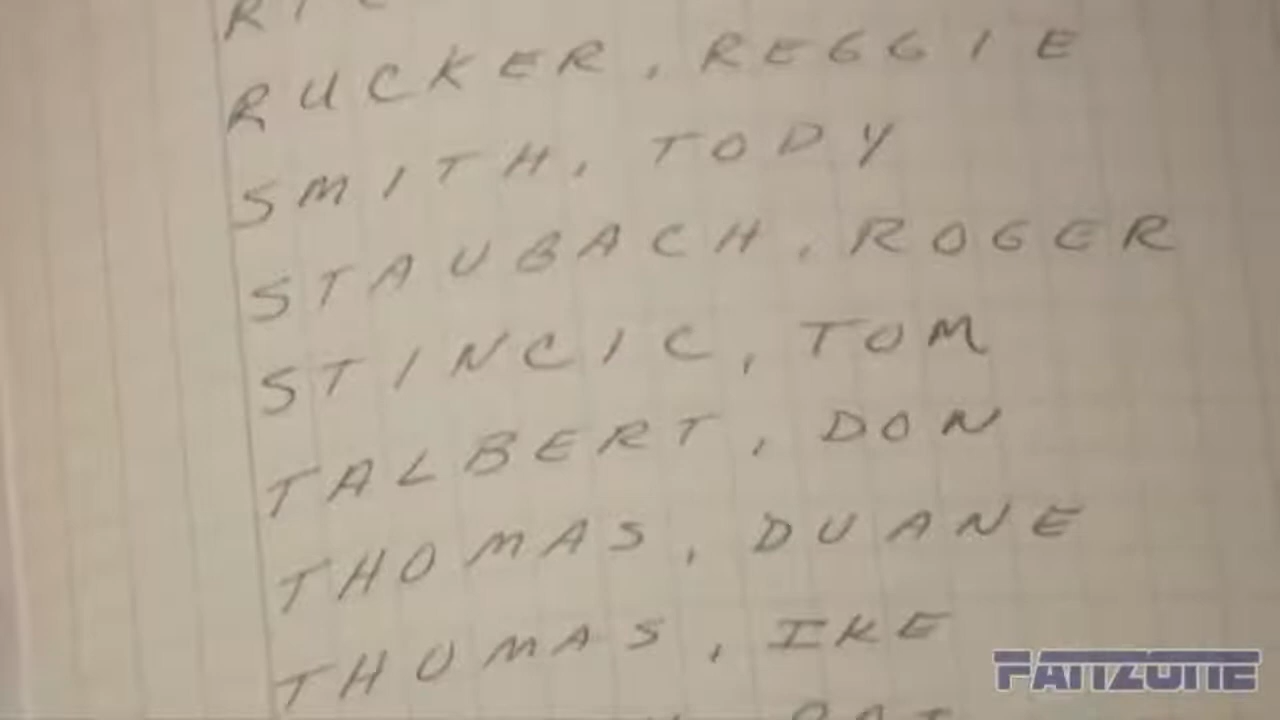 RUCKER, REGGIE
SMITH, TODY
STAUBACH, ROGER
STINCIC, TOM
TALBERT, DON
THOMAS, DUANE
THOMAS, IKE
FANZONE